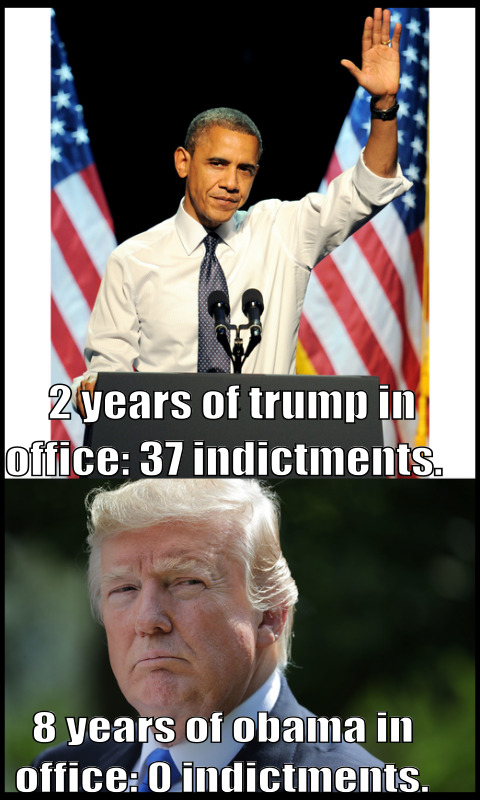 2 years of trump in
office: 37 indictments.
8 years of obama in
office: 0 indictments.